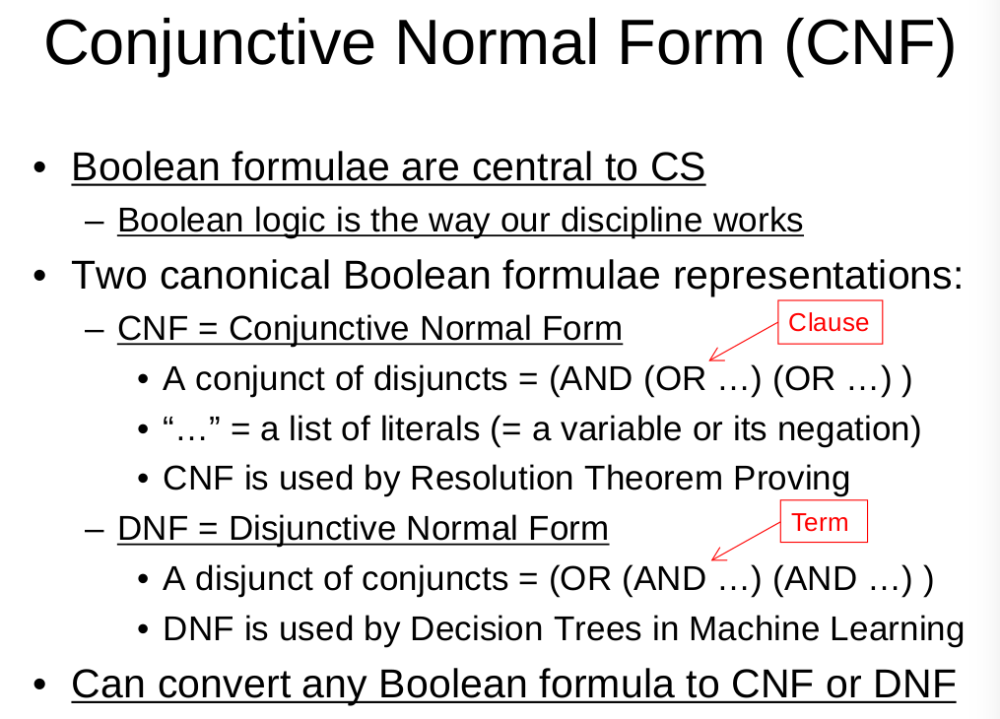 Conjunctive Normal Form (CNF)
• Boolean formulae are central to CS
– Boolean logic is the way our discipline works
• Two canonical Boolean formulae representations:
– CNF = Conjunctive Normal Form
Clause
• A conjunct of disjuncts = (AND (OR …) (OR …) )
• “…” = a list of literals (= a variable or its negation)
• CNF is used by Resolution Theorem Proving
– DNF = Disjunctive Normal Form
Term
• A disjunct of conjuncts = (OR (AND …) (AND …) )
• DNF is used by Decision Trees in Machine Learning
• Can convert any Boolean formula to CNF or DNF